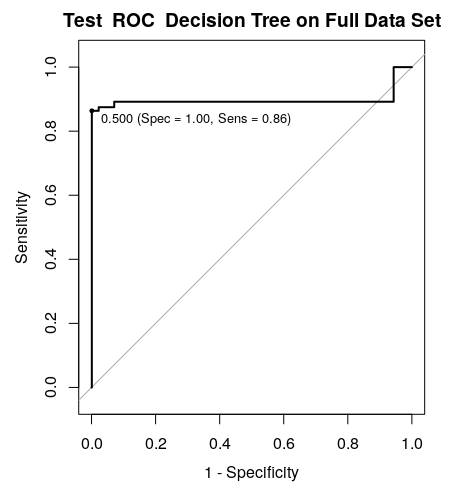 Test ROC Decision Tree on Full Data Set
Sensitivity
1.0
0.8
0.6
0.4
0.2
0.0
0.500 (Spec = 1.00, Sens = 0.86)
0.0 0.2 0.4 0.6 0.8 1.0
1 - Specificity